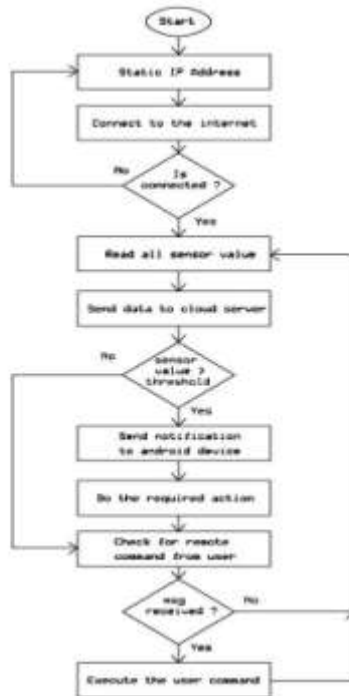 Start
Static IP Address
Connect to the internet
No
Is
connected ?
Yes
Read all sensor value
Send data to cloud server
No
sensor
value >
threshold
Yes
Send notification
to android device
Do the required action
Check for remote
command from user
msg
received ?
No
Yes
Execute the user command